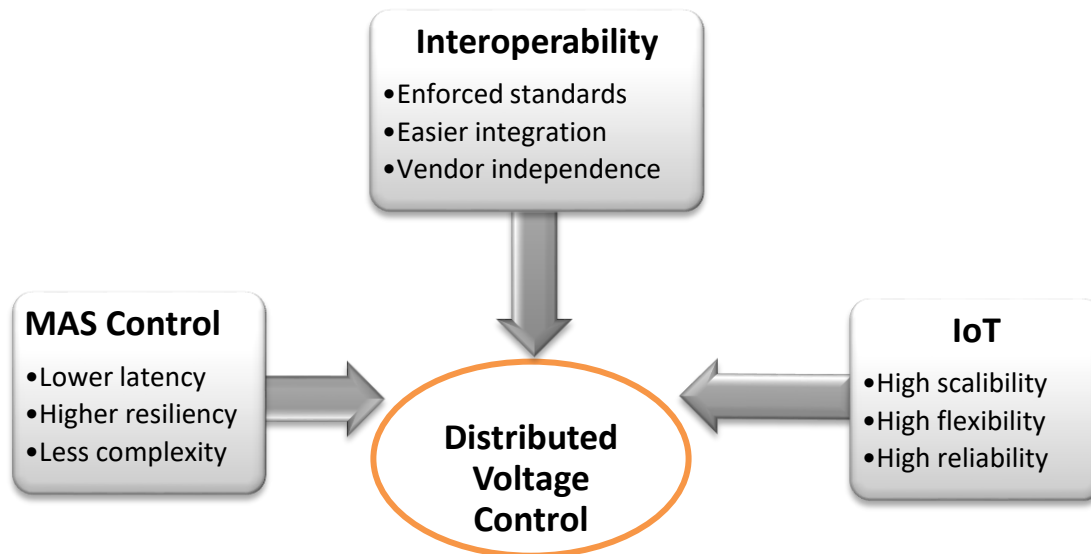 Interoperability
•Enforced standards
•Easier integration
•Vendor independence
MAS Control
•Lower latency
•Higher resiliency
•Less complexity
IoT
•High scalibility
•High flexibility
•High reliability
Distributed
Voltage
Control